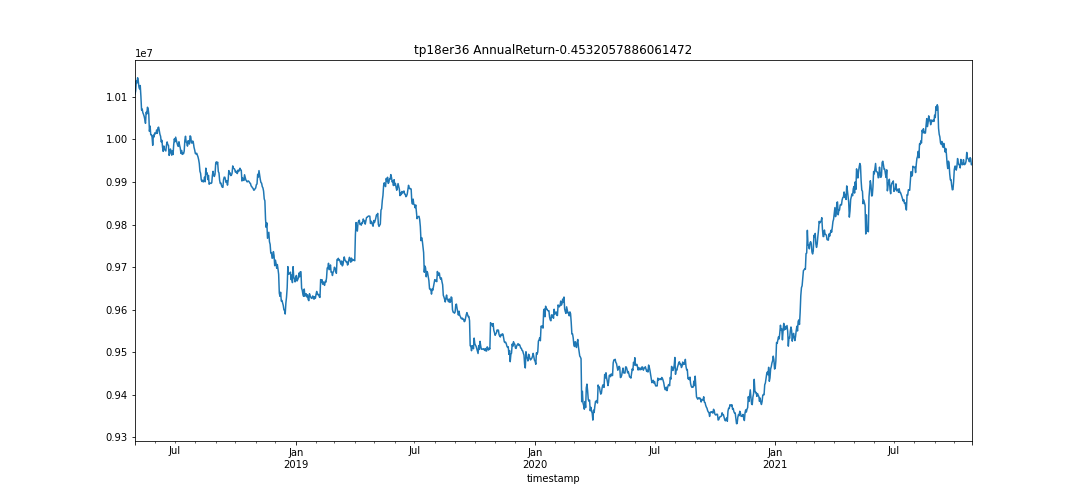 tp18er36 AnnualReturn-0.4532057886061472
1e7
1.01
1.00
0.99
0.98
0.97
0.96
0.95
0.94
0.93
Jul Jan Jul Jan Jul Jan Jul
2019 2020 2021
timestamp